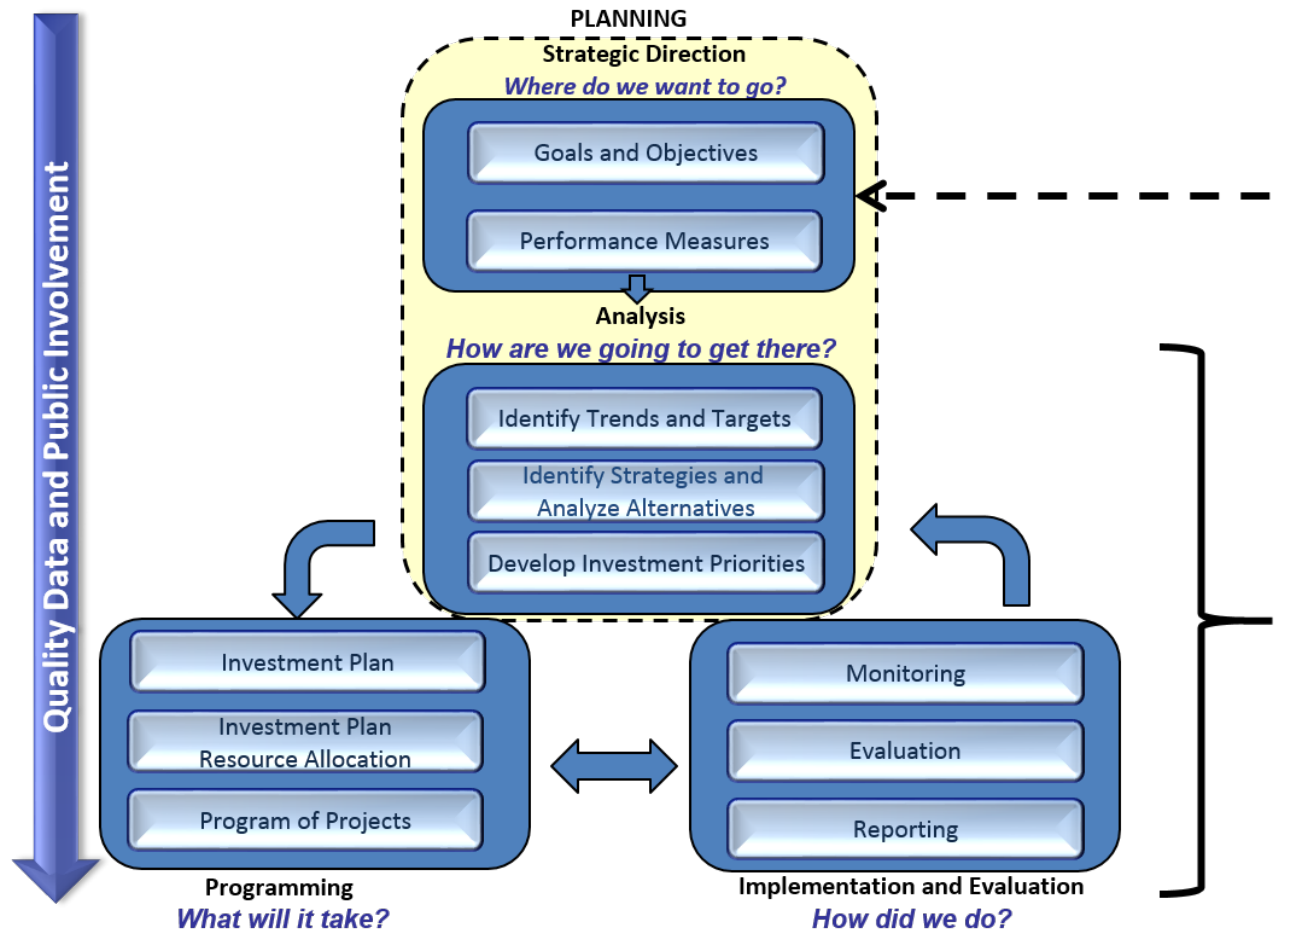 PLANNING
Strategic Direction
Where do we want to go?
Goals and Objectives
Performance Measures
Analysis
How are we going to get there?
Identify Trends and Targets
Identify Strategies and
Analyze Alternatives
Develop Investment Priorities
Investment Plan
Investment Plan
Resource Allocation
Program of Projects
Programming
What will it take?
Monitoring
Evaluation
Reporting
Implementation and Evaluation
How did we do?
Quality Data and Public Involvement